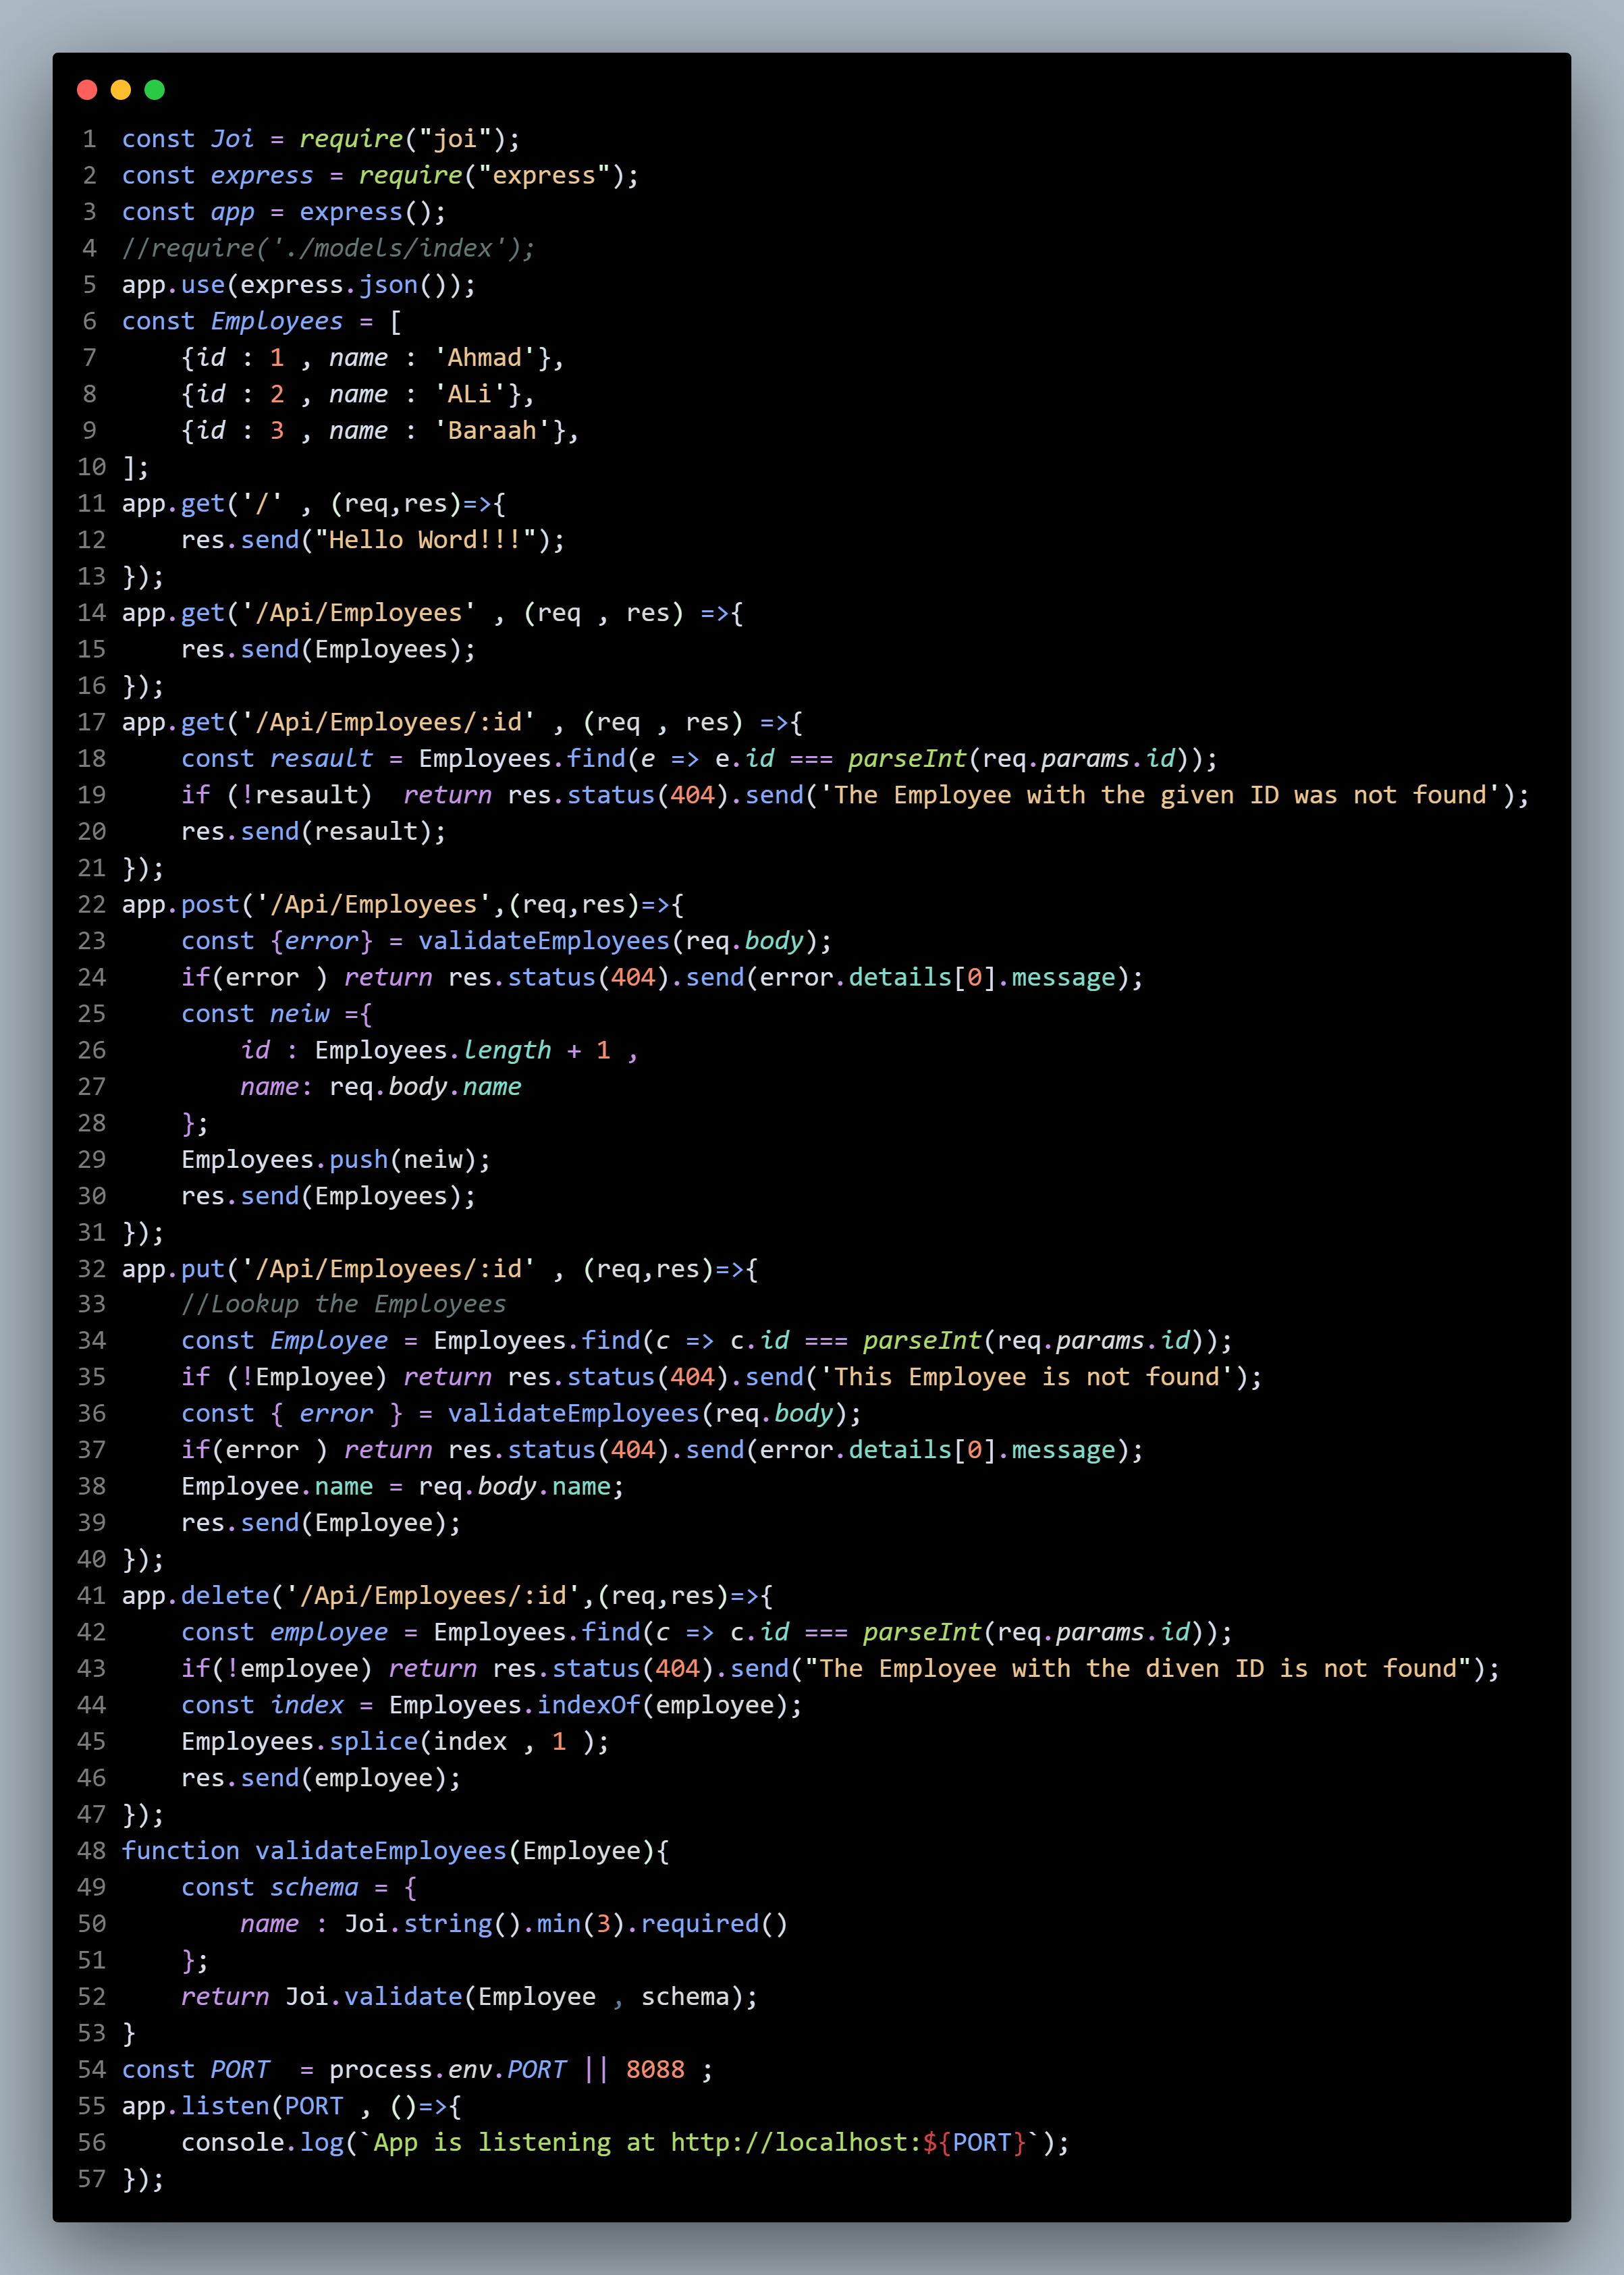 1 const Joi = require("joi");
2 const express = require("express");
3 const app = express();
4 //require('./models/index');
5 app.use(express.json());
6 const Employees = [
7     {id : 1 , name : 'Ahmad'},
8     {id : 2 , name : 'ALi'},
9     {id : 3 , name : 'Baraah'},
10 ];
11 app.get('/' , (req,res)=>{
12     res.send("Hello Word!!!");
13 });
14 app.get('/Api/Employees' , (req , res) =>{
15     res.send(Employees);
16 });
17 app.get('/Api/Employees/:id' , (req , res) =>{
18     const resault = Employees.find(e => e.id === parseInt(req.params.id));
19     if (!resault)  return res.status(404).send('The Employee with the given ID was not found');
20     res.send(resault);
21 });
22 app.post('/Api/Employees',(req,res)=>{
23     const {error} = validateEmployees(req.body);
24     if(error ) return res.status(404).send(error.details[0].message);
25     const neiw ={
26         id : Employees.length + 1 ,
27         name: req.body.name
28     };
29     Employees.push(neiw);
30     res.send(Employees);
31 });
32 app.put('/Api/Employees/:id' , (req,res)=>{
33     //Lookup the Employees
34     const Employee = Employees.find(c => c.id === parseInt(req.params.id));
35     if (!Employee) return res.status(404).send('This Employee is not found');
36     const { error } = validateEmployees(req.body);
37     if(error ) return res.status(404).send(error.details[0].message);
38     Employee.name = req.body.name;
39     res.send(Employee);
40 });
41 app.delete('/Api/Employees/:id',(req,res)=>{
42     const employee = Employees.find(c => c.id === parseInt(req.params.id));
43     if(!employee) return res.status(404).send("The Employee with the diven ID is not found");
44     const index = Employees.indexOf(employee);
45     Employees.splice(index , 1 );
46     res.send(employee);
47 });
48 function validateEmployees(Employee){
49     const schema = {
50         name : Joi.string().min(3).required()
51     };
52     return Joi.validate(Employee , schema);
53 }
54 const PORT  = process.env.PORT || 8088 ;
55 app.listen(PORT , ()=>{
56     console.log(`App is listening at http://localhost:${PORT}`);
57 });